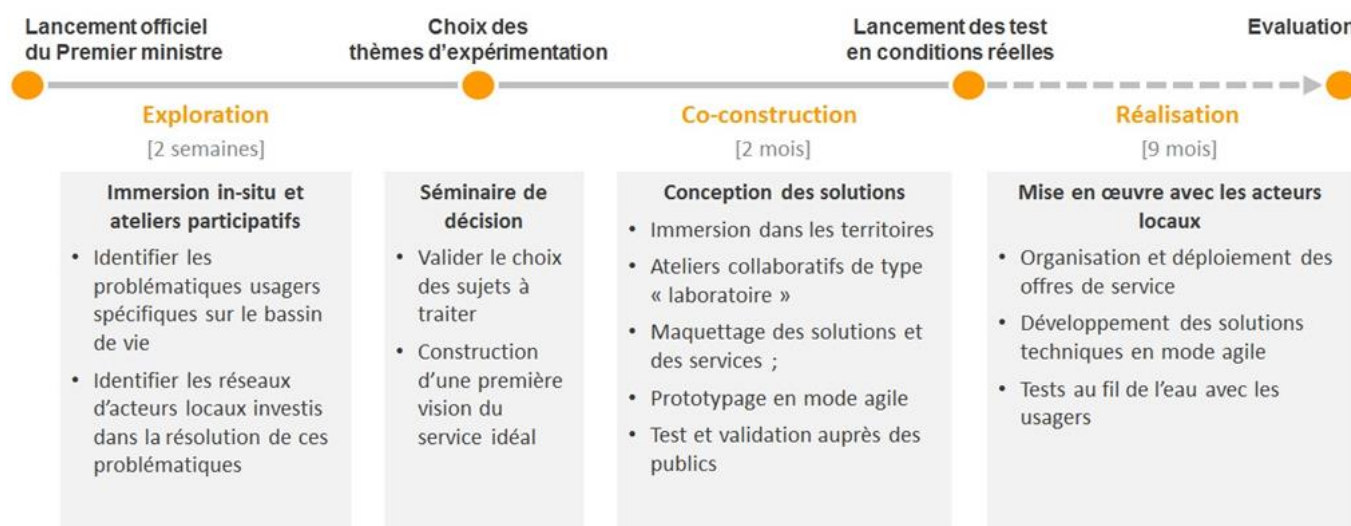 Lancement officiel
du Premier ministre
Choix des
thèmes d'expérimentation
Lancement des test
en conditions réelles
Evaluation
Exploration
[2 semaines]
Co-construction
[2 mois]
Réalisation
[9 mois]
Immersion in-situ et
ateliers participatifs
• Identifier les
problématiques usagers
spécifiques sur le bassin
de vie
• Identifier les réseaux
d'acteurs locaux investis
dans la résolution de ces
problématiques
Séminaire de
décision
• Valider le choix
des sujets à
traiter
• Construction
d'une première
vision du
service idéal
Conception des solutions
• Immersion dans les territoires
• Ateliers collaboratifs de type
« laboratoire »
• Maquettage des solutions et
des services ;
• Prototypage en mode agile
• Test et validation auprès des
publics
Mise en œuvre avec les acteurs
locaux
• Organisation et déploiement des
offres de service
• Développement des solutions
techniques en mode agile
• Tests au fil de l'eau avec les
usagers